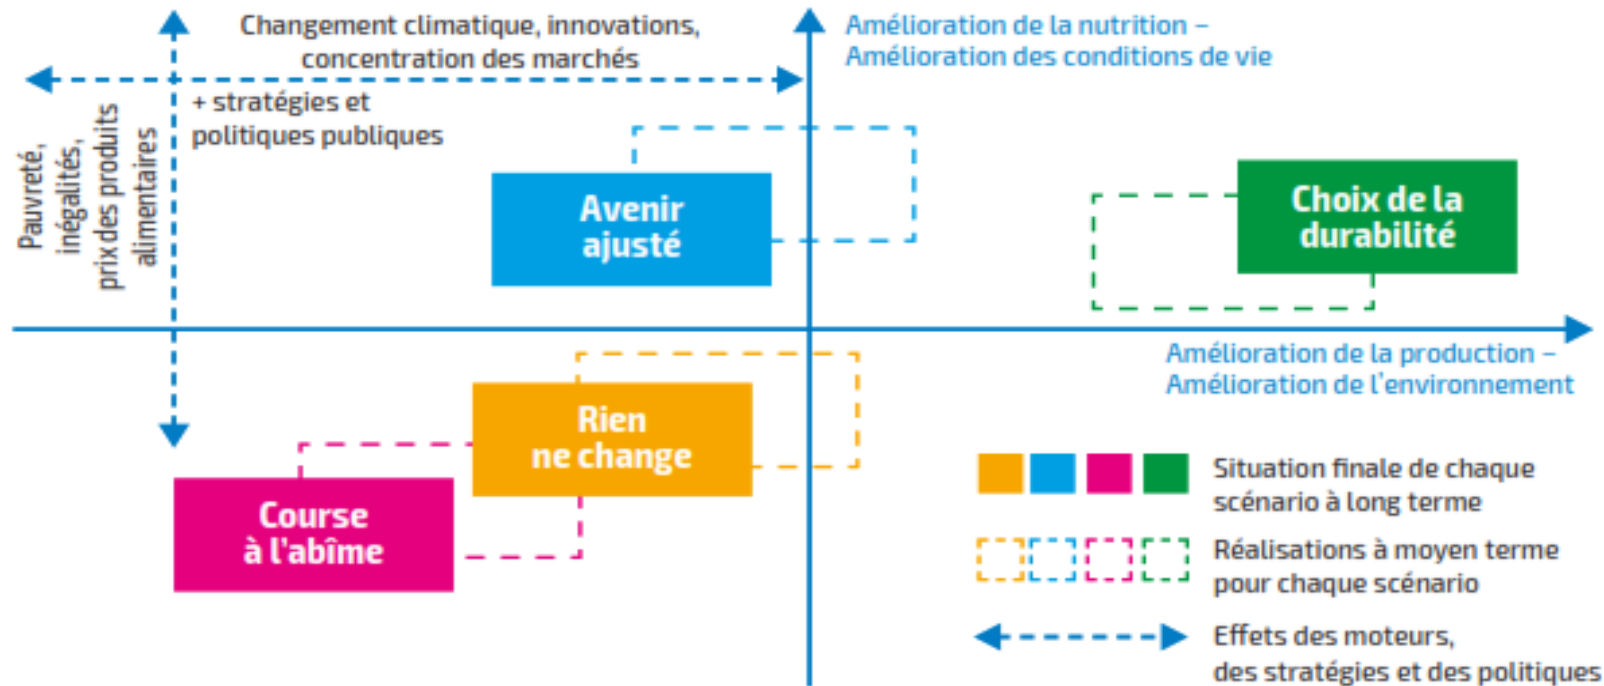 Changement climatique, innovations,
concentration des marchés
+ stratégies et
politiques publiques
Pauvreté,
inégalités,
prix des produits
alimentaires
Amélioration de la nutrition –
Amélioration des conditions de vie
Avenir
ajusté
Choix de la
durabilité
Amélioration de la production –
Amélioration de l'environnement
Rien
ne change
Course
à l'abîme
Situation finale de chaque
scénario à long terme
Réalisations à moyen terme
pour chaque scénario
Effets des moteurs,
des stratégies et des politiques